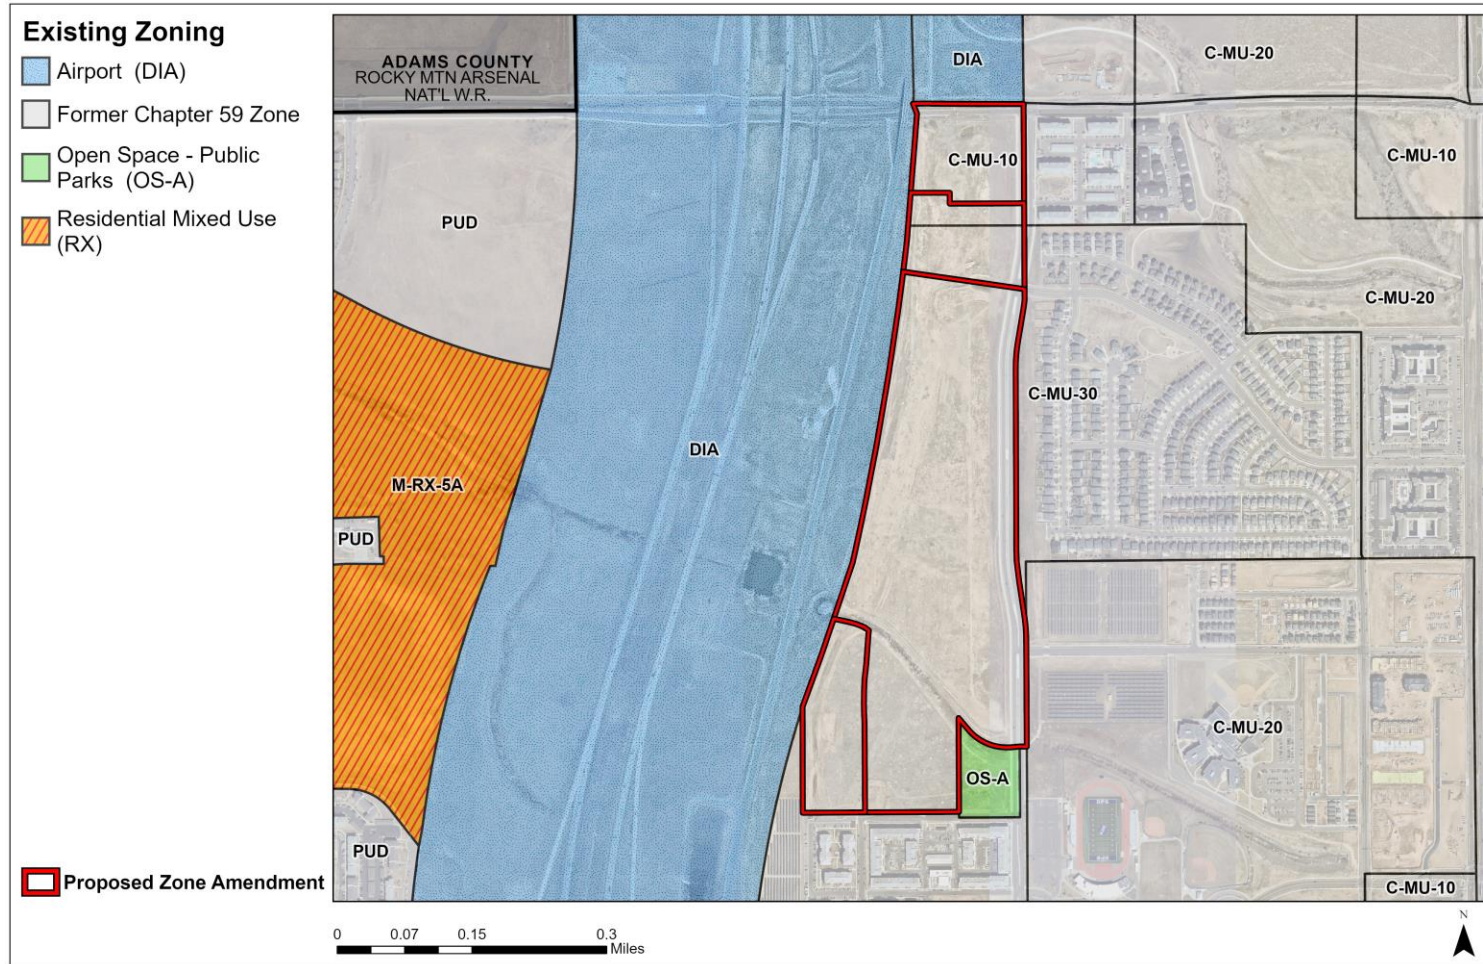 Existing Zoning
Airport (DIA)
Former Chapter 59 Zone
Open Space - Public
Parks (OS-A)
Residential Mixed Use
(RX)
Proposed Zone Amendment
ADAMS COUNTY
ROCKY MTN ARSENAL
NAT'L W.R.
DIA
C-MU-20
C-MU-10
C-MU-10
PUD
C-MU-20
C-MU-30
DIA
M-RX-5A
PUD
C-MU-20
OS-A
PUD
C-MU-10
0 0.07 0.15 0.3
Miles
N